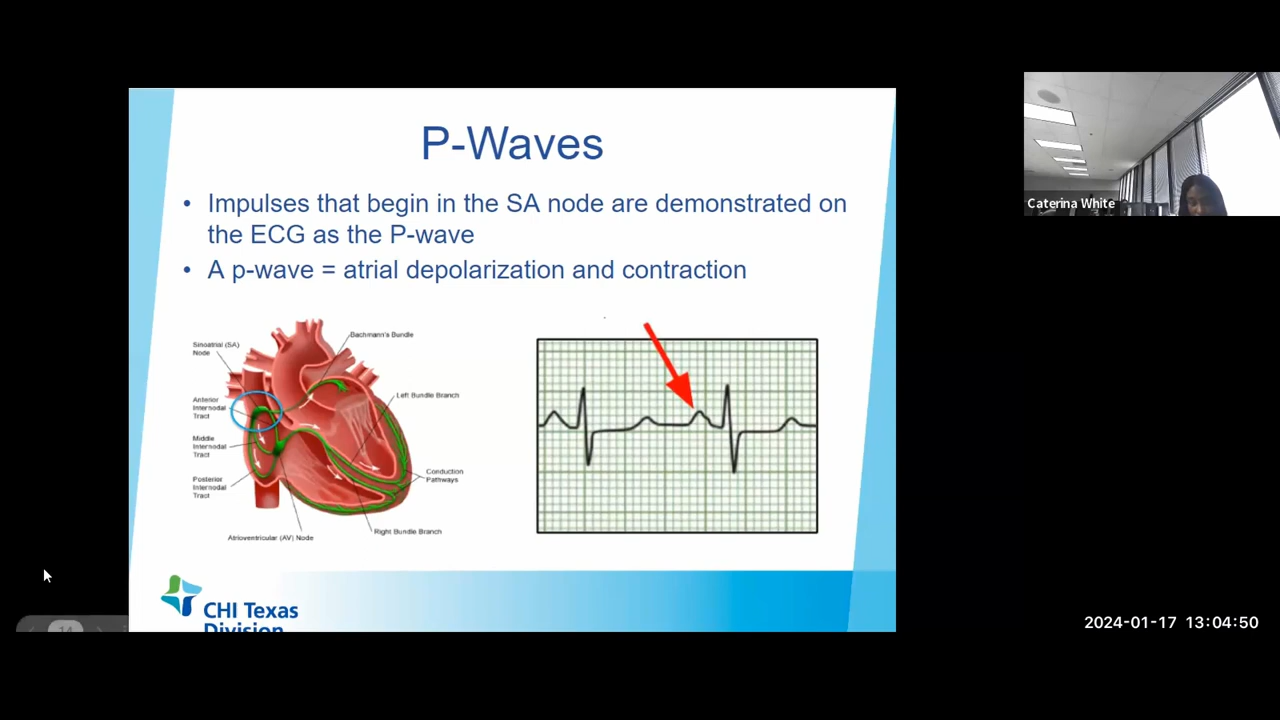 P-Waves
• Impulses that begin in the SA node are demonstrated on
the ECG as the P-wave
• A p-wave = atrial depolarization and contraction
Sinoatrial (SA)
Node
Bachmann's Bundle
Anterior
Internodal
Tract
Left Bundle Branch
Middle
Internodal
Tract
Posterior
Internodal
Tract
Conduction
Pathways
Atrioventricular (AV) Node
Right Bundle Branch
CHI Texas
Division
14
Caterina White
2024-01-17 13:04:50